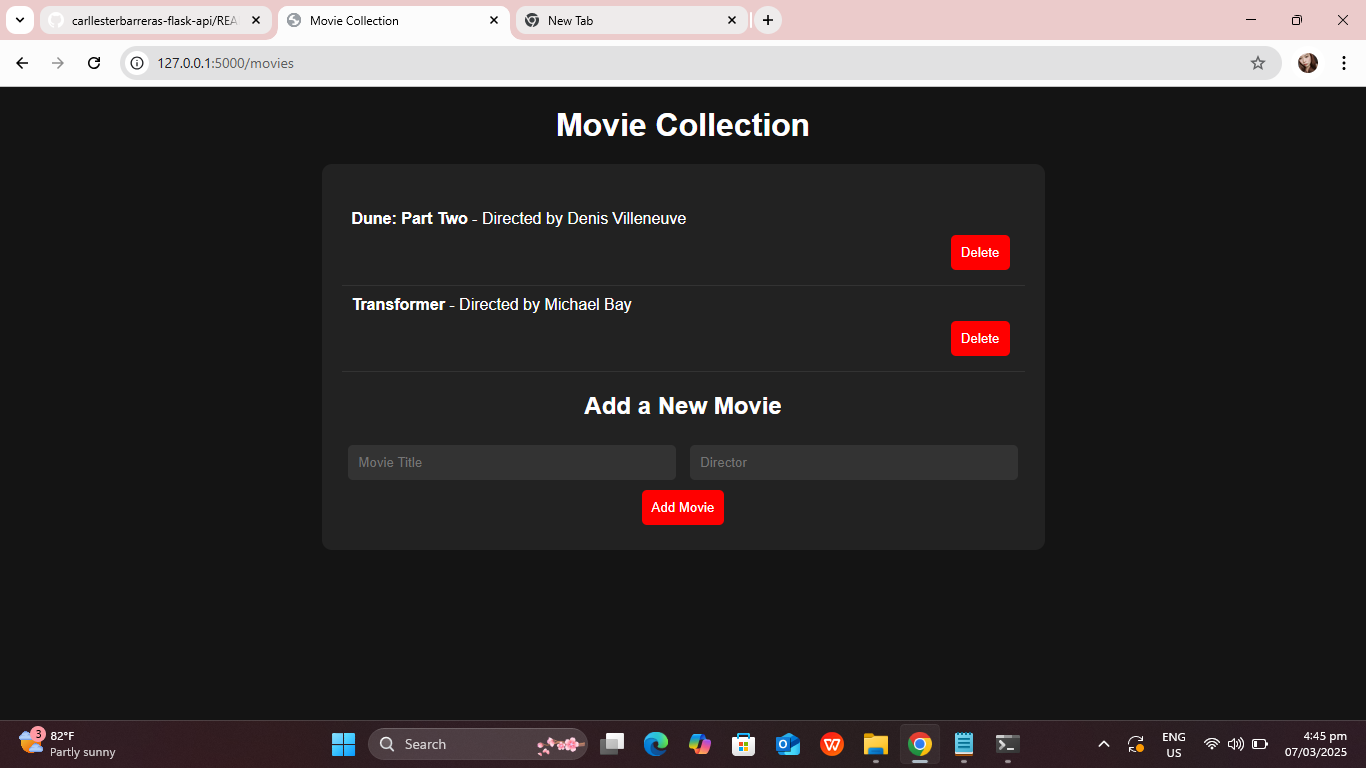 carllesterbarreras-flask-api/REA
Movie Collection
New Tab
127.0.0.1:5000/movies
Movie Collection
Dune: Part Two - Directed by Denis Villeneuve
Delete
Transformer - Directed by Michael Bay
Delete
Add a New Movie
Movie Title
Director
Add Movie
3
82°F
Partly sunny
Search
W
ENG
US
4:45 pm
07/03/2025